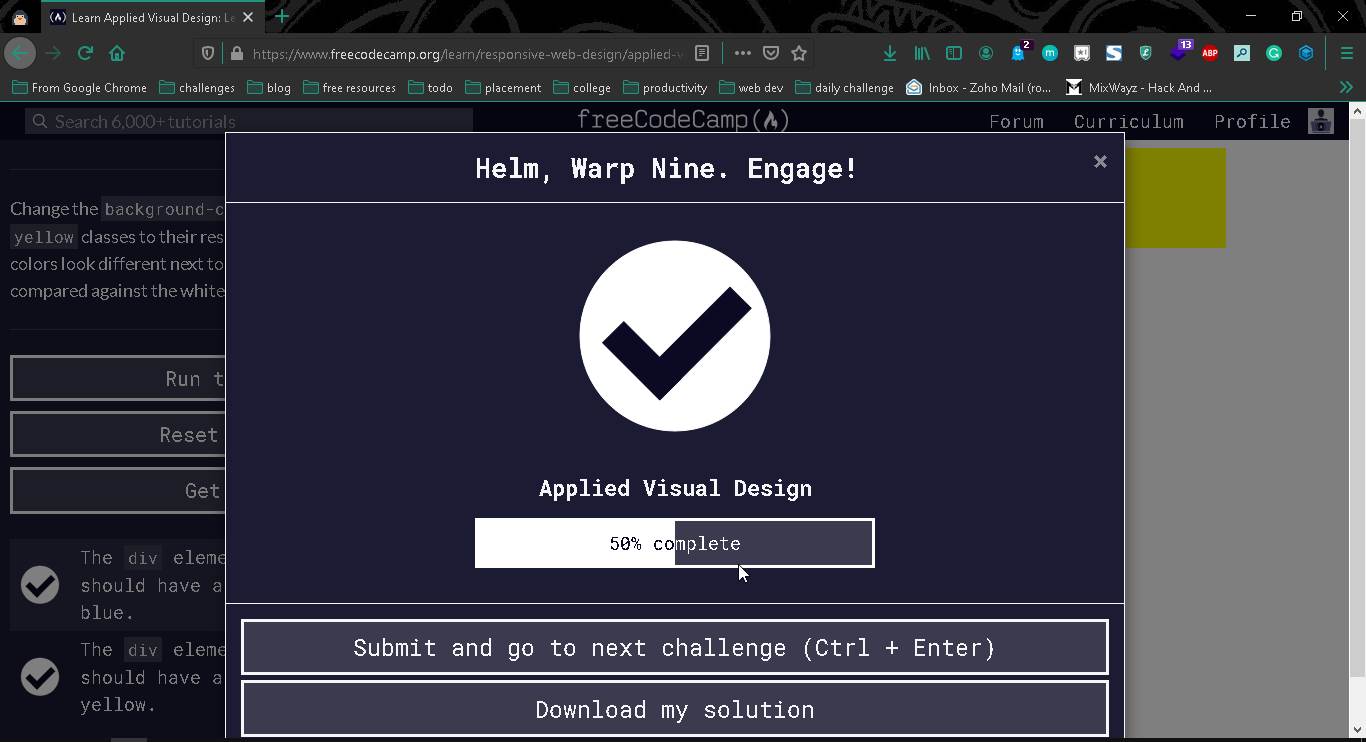 Learn Applied Visual Design: Le
https://www.freecodecamp.org/learn/responsive-web-design/applied-v
2
13
ABP
From Google Chrome
challenges
blog
free resources
todo
placement
college
productivity
web dev
daily challenge
Inbox - Zoho Mail (ro...
MixWayz - Hack And ...
Search 6,000+ tutorials
freeCodeCamp
Forum
Curriculum
Profile
Change the background-c
yellow classes to their res
colors look different next to
compared against the white
Run t
Reset
Get
The div eleme
should have a
blue.
The div eleme
should have a
yellow.
Helm, Warp Nine. Engage!
×
Applied Visual Design
50% complete
Submit and go to next challenge (Ctrl + Enter)
Download my solution